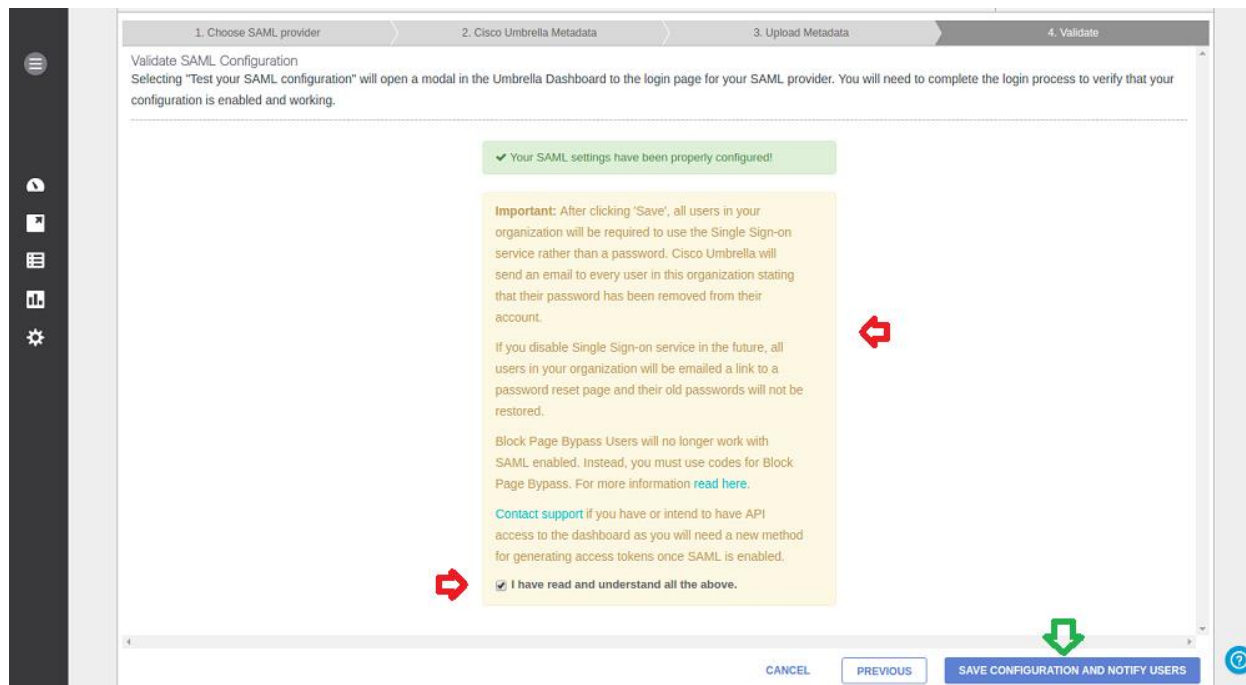 1. Choose SAML provider
2. Cisco Umbrella Metadata
3. Upload Metadata
4. Validate
Validate SAML Configuration
Selecting "Test your SAML configuration" will open a modal in the Umbrella Dashboard to the login page for your SAML provider. You will need to complete the login process to verify that your
configuration is enabled and working.
✔ Your SAML settings have been properly configured!
Important: After clicking 'Save', all users in your
organization will be required to use the Single Sign-on
service rather than a password. Cisco Umbrella will
send an email to every user in this organization stating
that their password has been removed from their
account.
If you disable Single Sign-on service in the future, all
users in your organization will be emailed a link to a
password reset page and their old passwords will not be
restored.
Block Page Bypass Users will no longer work with
SAML enabled. Instead, you must use codes for Block
Page Bypass. For more information read here.
Contact support if you have or intend to have API
access to the dashboard as you will need a new method
for generating access tokens once SAML is enabled.
I have read and understand all the above.
CANCEL
PREVIOUS
SAVE CONFIGURATION AND NOTIFY USERS
?